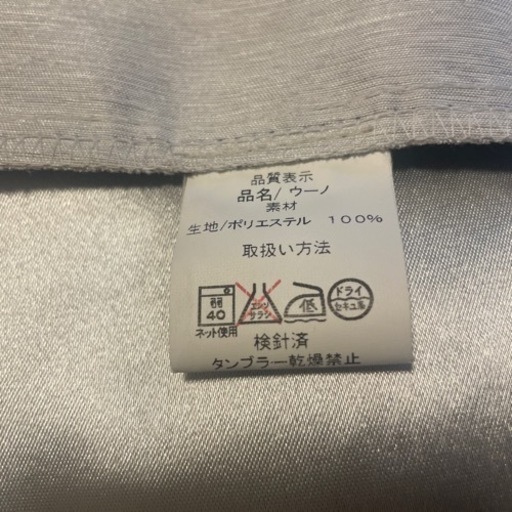 品質表示
品名/ウーノ
素材
生地/ポリエステル 100%
取扱い方法
弱 40 エンソ サラシ 低 ドライ セキユ系
ネット使用
検針済
タンブラー乾燥禁止